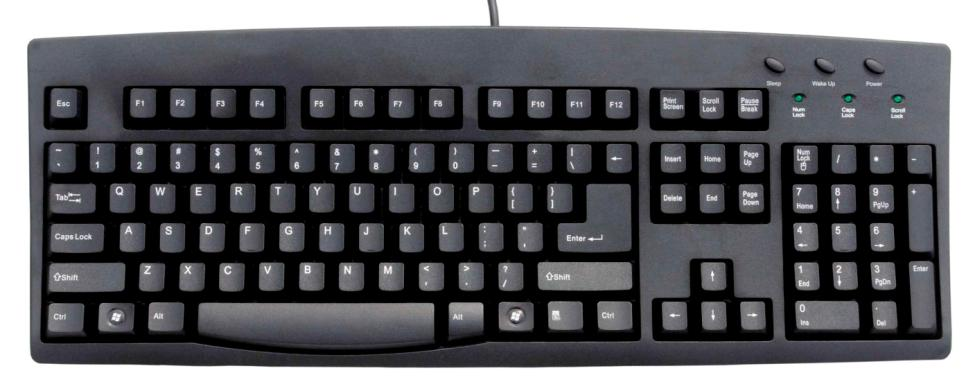 Sleep Wake Up Power
Esc F1 F2 F3 F4 F5 F6 F7 F8 F9 F10 F11 F12 Print Screen Scroll Lock Pause Break
Num Lock Caps Lock Scroll Lock
~ ! @ # $ % ^ & * ( ) — + |
` 1 2 3 4 5 6 7 8 9 0 - = \ ←
Insert Home Page Up Num Lock / * -
Tab Q W E R T Y U I O P { [ } ]
Delete End Page Down 7 Home 8 ↑ 9 PgUp +
Caps Lock A S D F G H J K L : ; " ' Enter
4 ← 5 6 →
⇧Shift Z X C V B N M < , > . ? / ⇧Shift
↑ 1 End 2 ↓ 3 PgDn Enter
Ctrl Alt Alt Ctrl
← ↓ → 0 Ins . Del